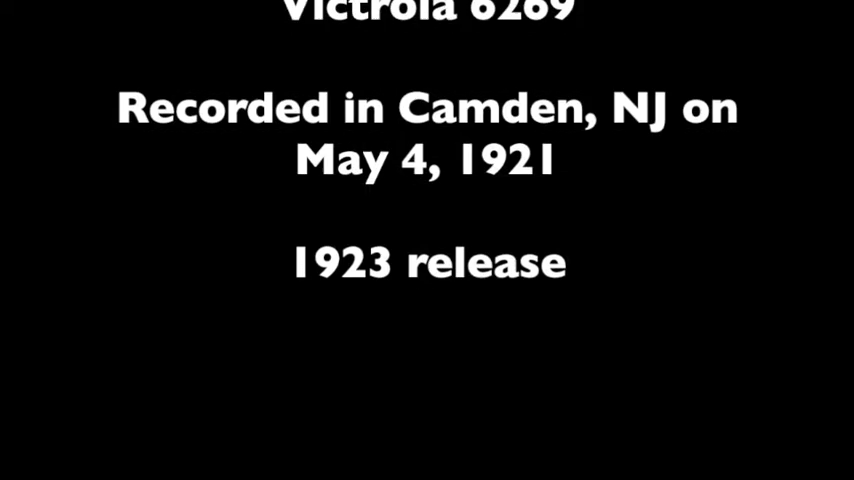 Victrola 6269
Recorded in Camden, NJ on
May 4, 1921
1923 release